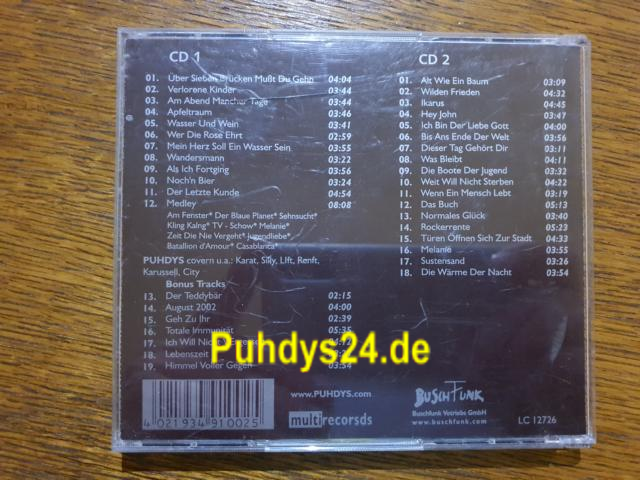 CD 1
01. Über Sieben Brücken Mußt Du Gehn 04:04
02. Verlorene Kinder 03:44
03. Am Abend Mancher Tage 03:44
04. Apfeltraum 03:46
05. Wasser Und Wein 03:41
06. Wer Die Rose Ehrt 02:59
07. Mein Herz Soll Ein Wasser Sein 03:55
08. Wandersmann 03:22
09. Als Ich Fortging 03:56
10. Noch'n Bier 03:24
11. Der Letzte Kunde 04:54
12. Medley 08:08
Am Fenster* Der Blaue Planet* Sehnsucht*
Kling Kalng* TV - Schow* Melanie*
Zeit Die Nie Vergeht* Jugendliebe*
Batallion d'Amour* Casablanca*
PUHDYS covern u.a.: Karat, Silly, Lift, Renft,
Karussell, City
Bonus Tracks
13. Der Teddybär 02:15
14. August 2002 04:00
15. Geh Zu Ihr 02:39
16. Totale Immunität 05:35
17. Ich Will Nicht
18. Lebenszeit
19. Himmel Voller Gegen 03:54
CD 2
01. Alt Wie Ein Baum 03:09
02. Wilden Frieden 04:32
03. Ikarus 04:45
04. Hey John 03:47
05. Ich Bin Der Liebe Gott 04:00
06. Bis Ans Ende Der Welt 03:56
07. Dieser Tag Gehört Dir 03:11
08. Was Bleibt 04:11
09. Die Boote Der Jugend 03:32
10. Weit Will Nicht Sterben 04:22
11. Wenn Ein Mensch Lebt 03:19
12. Das Buch 05:13
13. Normales Glück 03:40
14. Rockerrente 05:23
15. Türen Öffnen Sich Zur Stadt 04:33
16. Melanie 03:55
17. Sustensand 03:26
18. Die Wärme Der Nacht 03:54
Puhdys24.de
4 021934 910025
www.PUHDYS.com
multirecorsds
BUSCHFUNK
Buschfunk Vertriebs GmbH
www.buschfunk.com
LC 12726